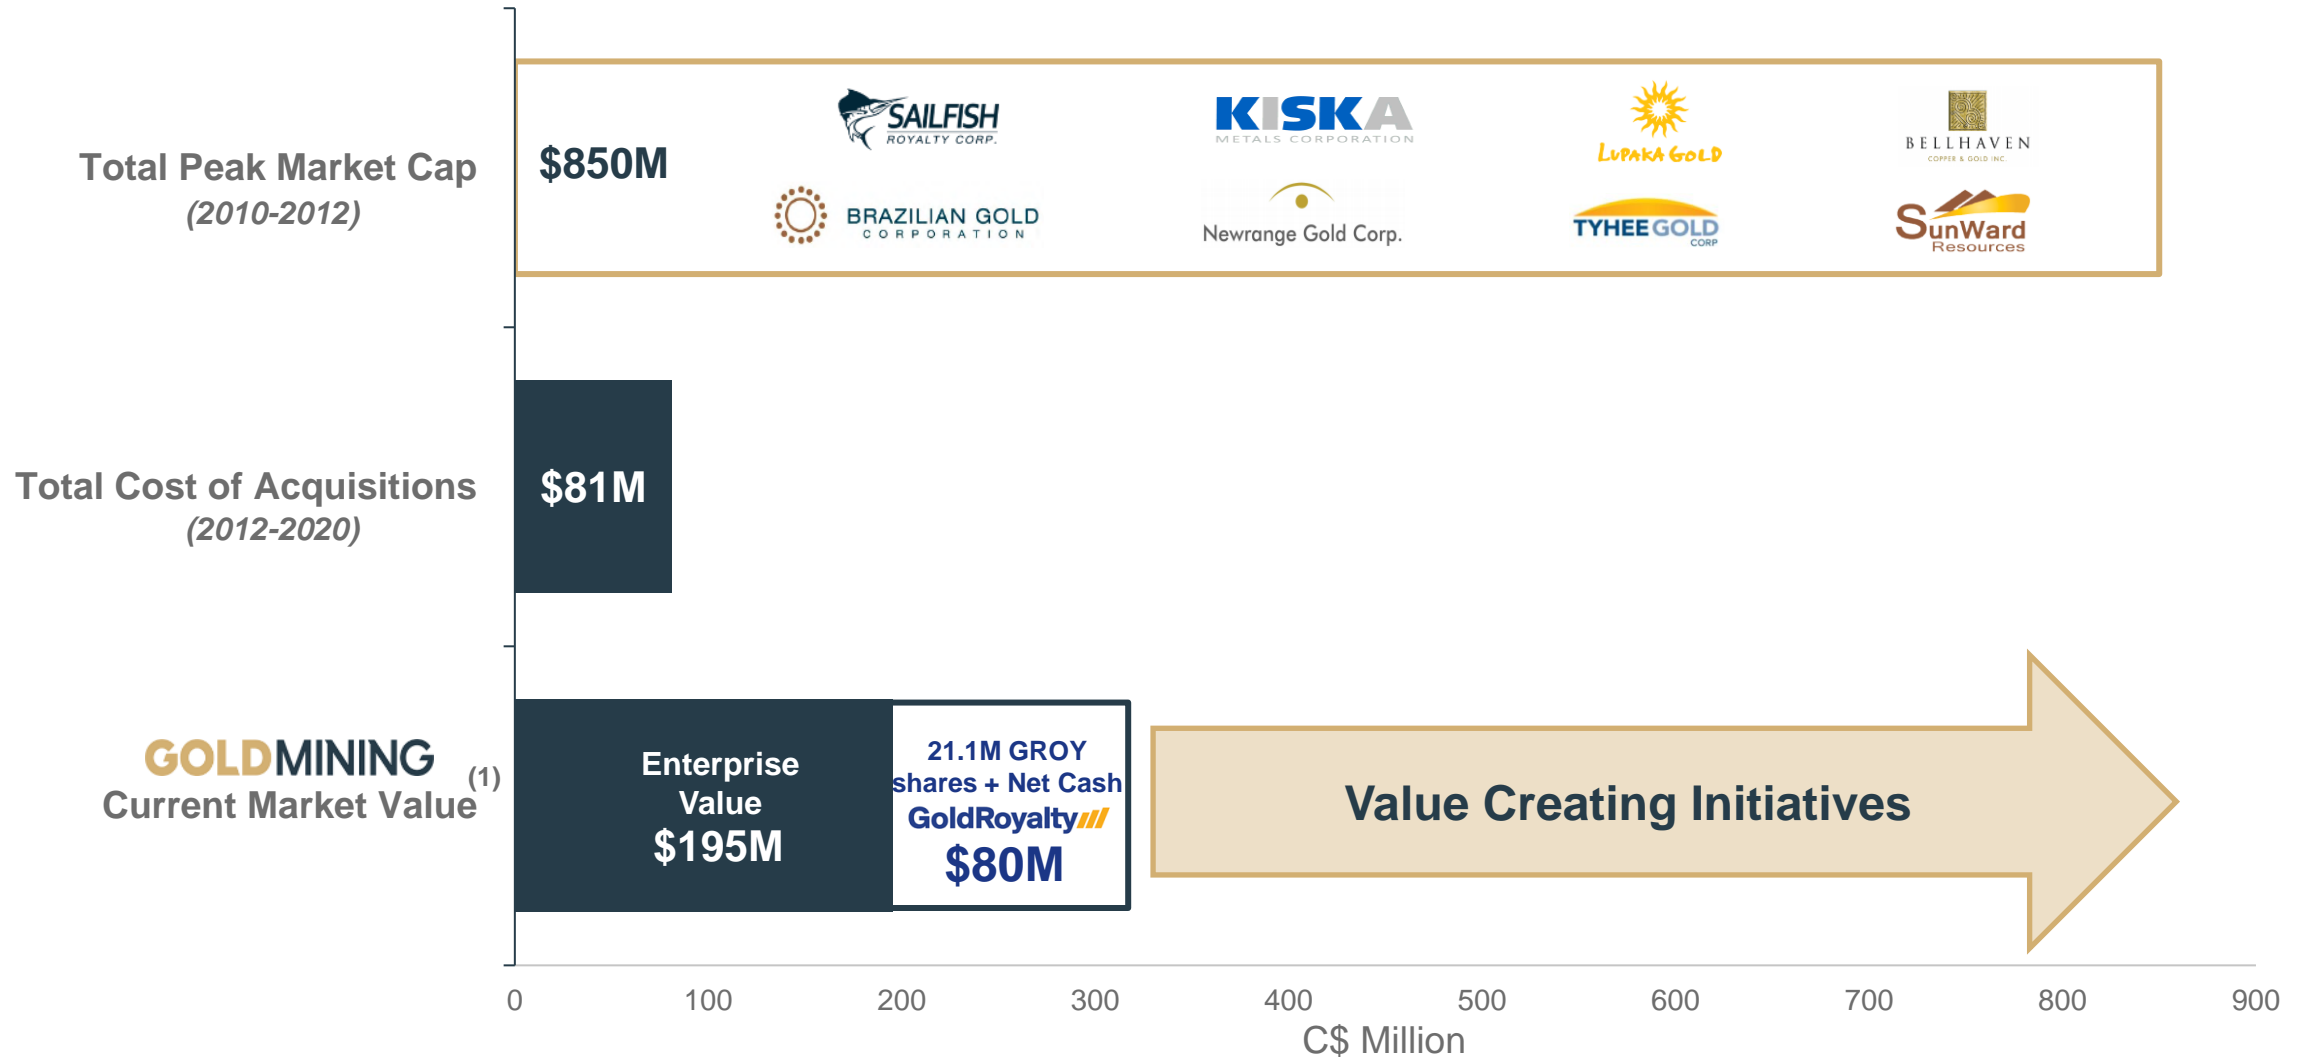 Total Peak Market Cap
(2010-2012)
$850M
SAILFISH
ROYALTY CORP.
KISKA
METALS CORPORATION
LUPAKA GOLD
BELLHAVEN
COPPER & GOLD INC.
BRAZILIAN GOLD
CORPORATION
Newrange Gold Corp.
TYHEE GOLD
CORP
SunWard
Resources
Total Cost of Acquisitions
(2012-2020)
$81M
GOLDMINING
Current Market Value (1)
Enterprise
Value
$195M
21.1M GROY
shares + Net Cash
GoldRoyalty
$80M
Value Creating Initiatives
0 100 200 300 400 500 600 700 800 900
C$ Million